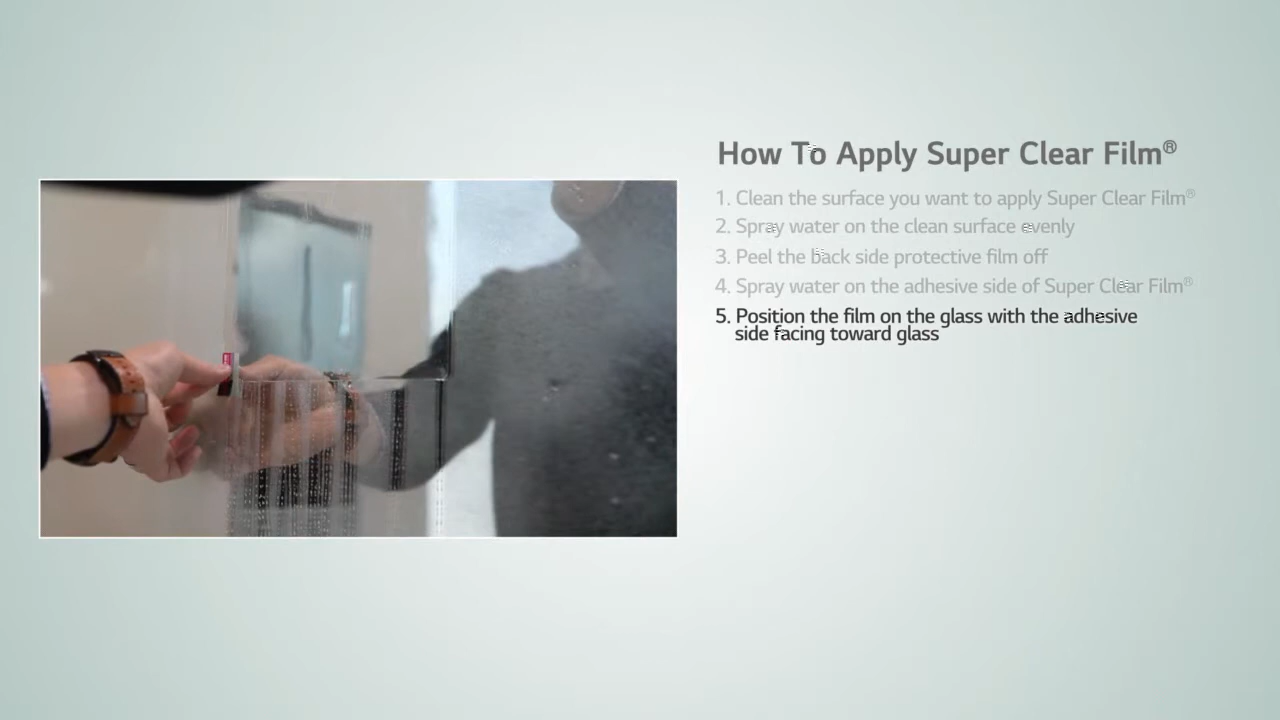 How To Apply Super Clear Film®
1. Clean the surface you want to apply Super Clear Film®
2. Spray water on the clean surface evenly
3. Peel the back side protective film off
4. Spray water on the adhesive side of Super Clear Film®
5. Position the film on the glass with the adhesive
side facing toward glass